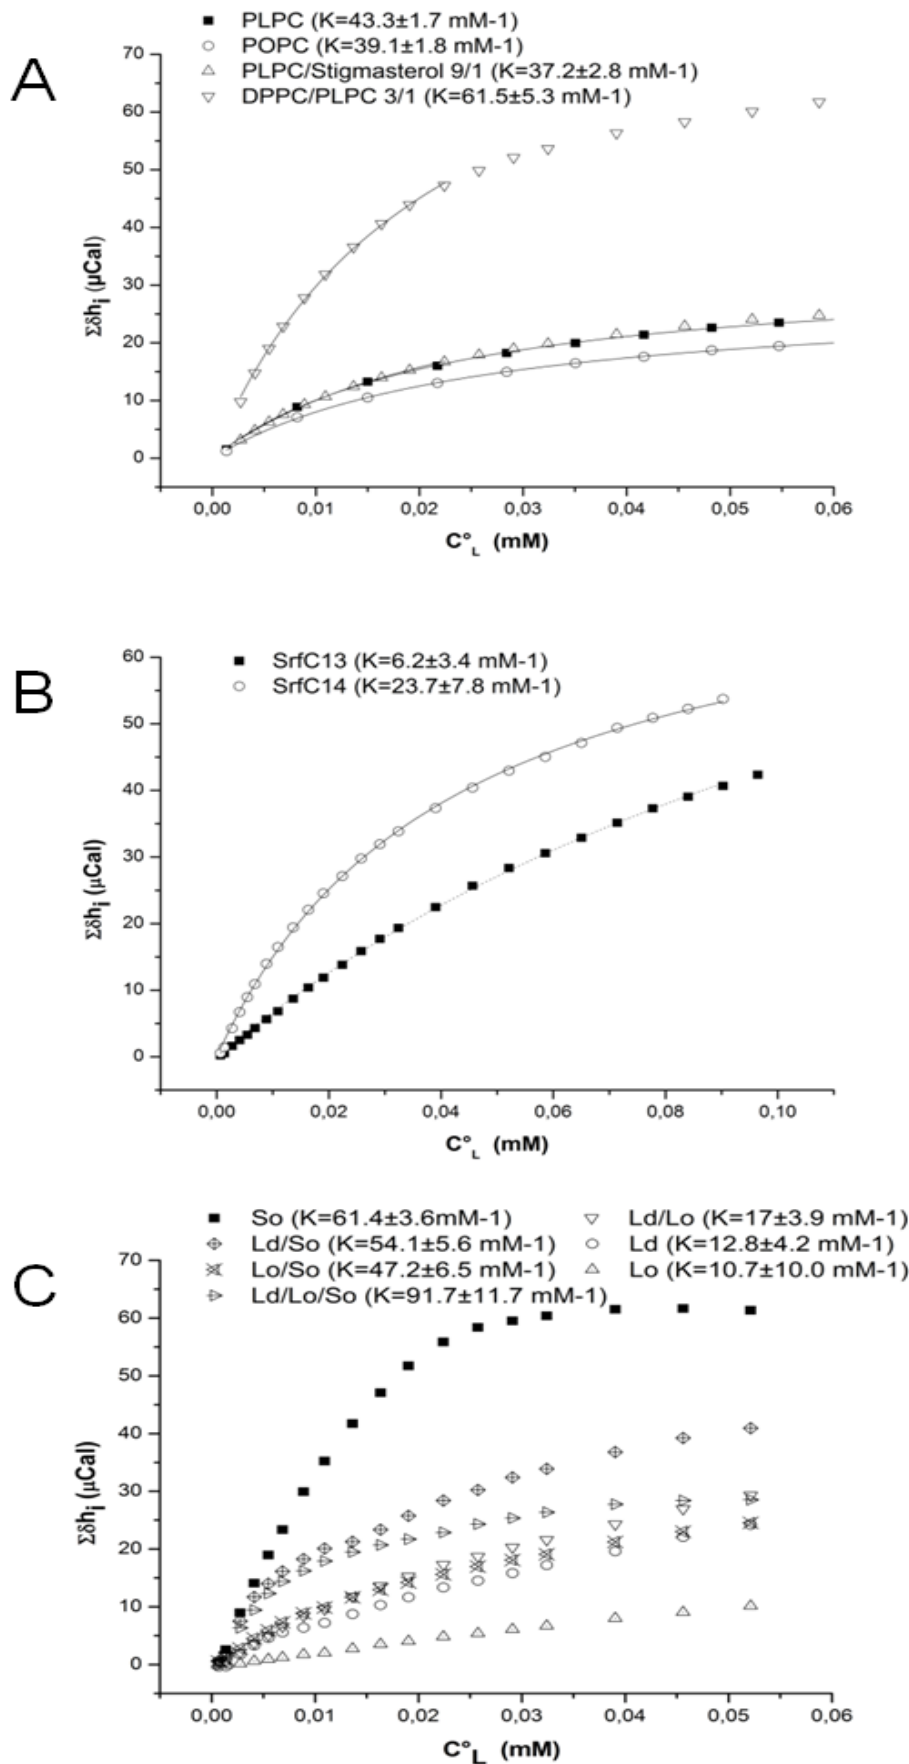 A
PLPC (K=43.3±1.7 mM-1)
POPC (K=39.1±1.8 mM-1)
PLPC/Stigmasterol 9/1 (K=37.2±2.8 mM-1)
DPPC/PLPC 3/1 (K=61.5±5.3 mM-1)
70
60
50
40
30
20
10
0
Σδhi (µCal)
0,00 0,01 0,02 0,03 0,04 0,05 0,06
C°L (mM)
B
SrfC13 (K=6.2±3.4 mM-1)
SrfC14 (K=23.7±7.8 mM-1)
60
50
40
30
20
10
0
Σδhi (µCal)
0,00 0,02 0,04 0,06 0,08 0,10
C°L (mM)
C
So (K=61.4±3.6mM-1) Ld/Lo (K=17±3.9 mM-1)
Ld/So (K=54.1±5.6 mM-1) Ld (K=12.8±4.2 mM-1)
Lo/So (K=47.2±6.5 mM-1) Lo (K=10.7±10.0 mM-1)
Ld/Lo/So (K=91.7±11.7 mM-1)
70
60
50
40
30
20
10
0
Σδhi (µCal)
0,00 0,01 0,02 0,03 0,04 0,05 0,06
C°L (mM)